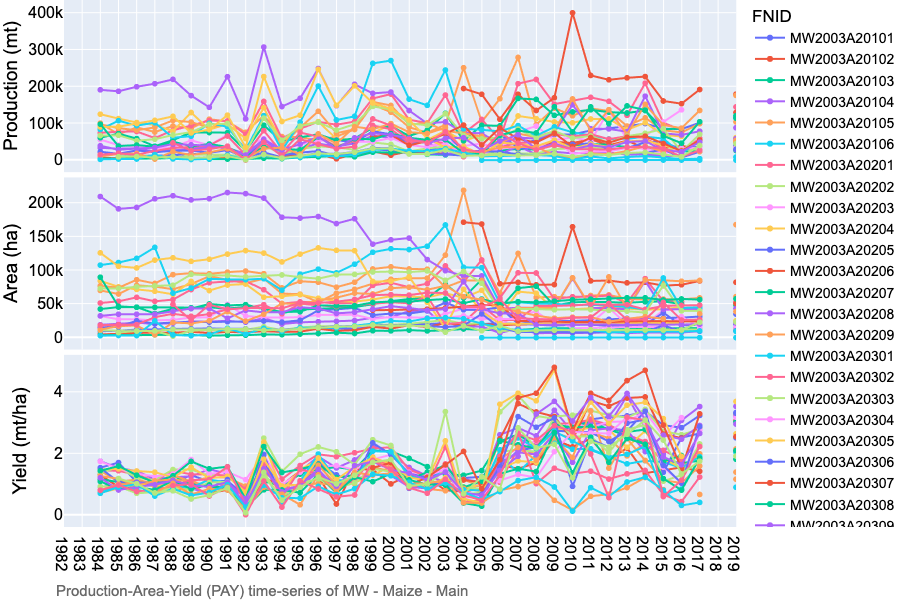 FNID
Production (mt)
400k
300k
200k
100k
0
Area (ha)
200k
150k
100k
50k
0
Yield (mt/ha)
4
2
0
1982 1983 1984 1985 1986 1987 1988 1989 1990 1991 1992 1993 1994 1995 1996 1997 1998 1999 2000 2001 2002 2003 2004 2005 2006 2007 2008 2009 2010 2011 2012 2013 2014 2015 2016 2017 2018 2019
MW2003A20101
MW2003A20102
MW2003A20103
MW2003A20104
MW2003A20105
MW2003A20106
MW2003A20201
MW2003A20202
MW2003A20203
MW2003A20204
MW2003A20205
MW2003A20206
MW2003A20207
MW2003A20208
MW2003A20209
MW2003A20301
MW2003A20302
MW2003A20303
MW2003A20304
MW2003A20305
MW2003A20306
MW2003A20307
MW2003A20308
MW2003A20309
Production-Area-Yield (PAY) time-series of MW - Maize - Main